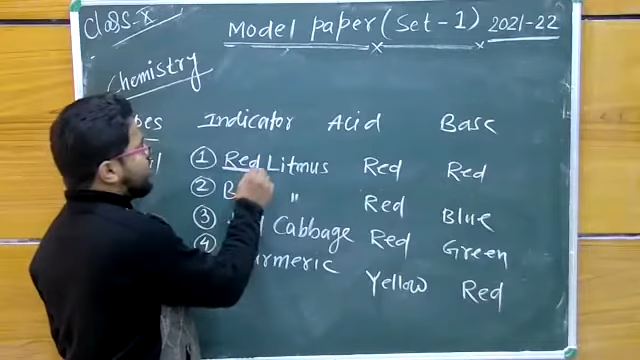 Class-X
Model paper (Set-1) 2021-22
Chemistry
Indicator Acid Base
① Red Litmus Red Red
② " Red Blue
③ Cabbage Red Green
④ Yellow Red